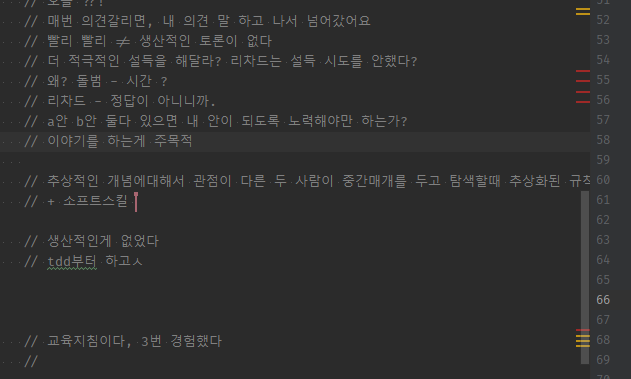 // 매번 의견갈리면, 내 의견 말 하고 나서 넘어갔어요
// 빨리 빨리 ≠ 생산적인 토론이 없다
// 더 적극적인 설득을 해달라? 리차드는 설득 시도를 안했다?
// 왜? 돌범 - 시간 ?
// 리차드 - 정답이 아니니까.
// a안 b안 둘다 있으면 내 안이 되도록 노력해야만 하는가?
// 이야기를 하는게 주목적
// 추상적인 개념에대해서 관점이 다른 두 사람이 중간매개를 두고 탐색할때 추상화된 규칙
// + 소프트스킬
// 생산적인게 없었다
// tdd부터 하고ㅅ
// 교육지침이다, 3번 경험했다
//
52
53
54
55
56
57
58
59
60
61
62
63
64
65
66
67
68
69